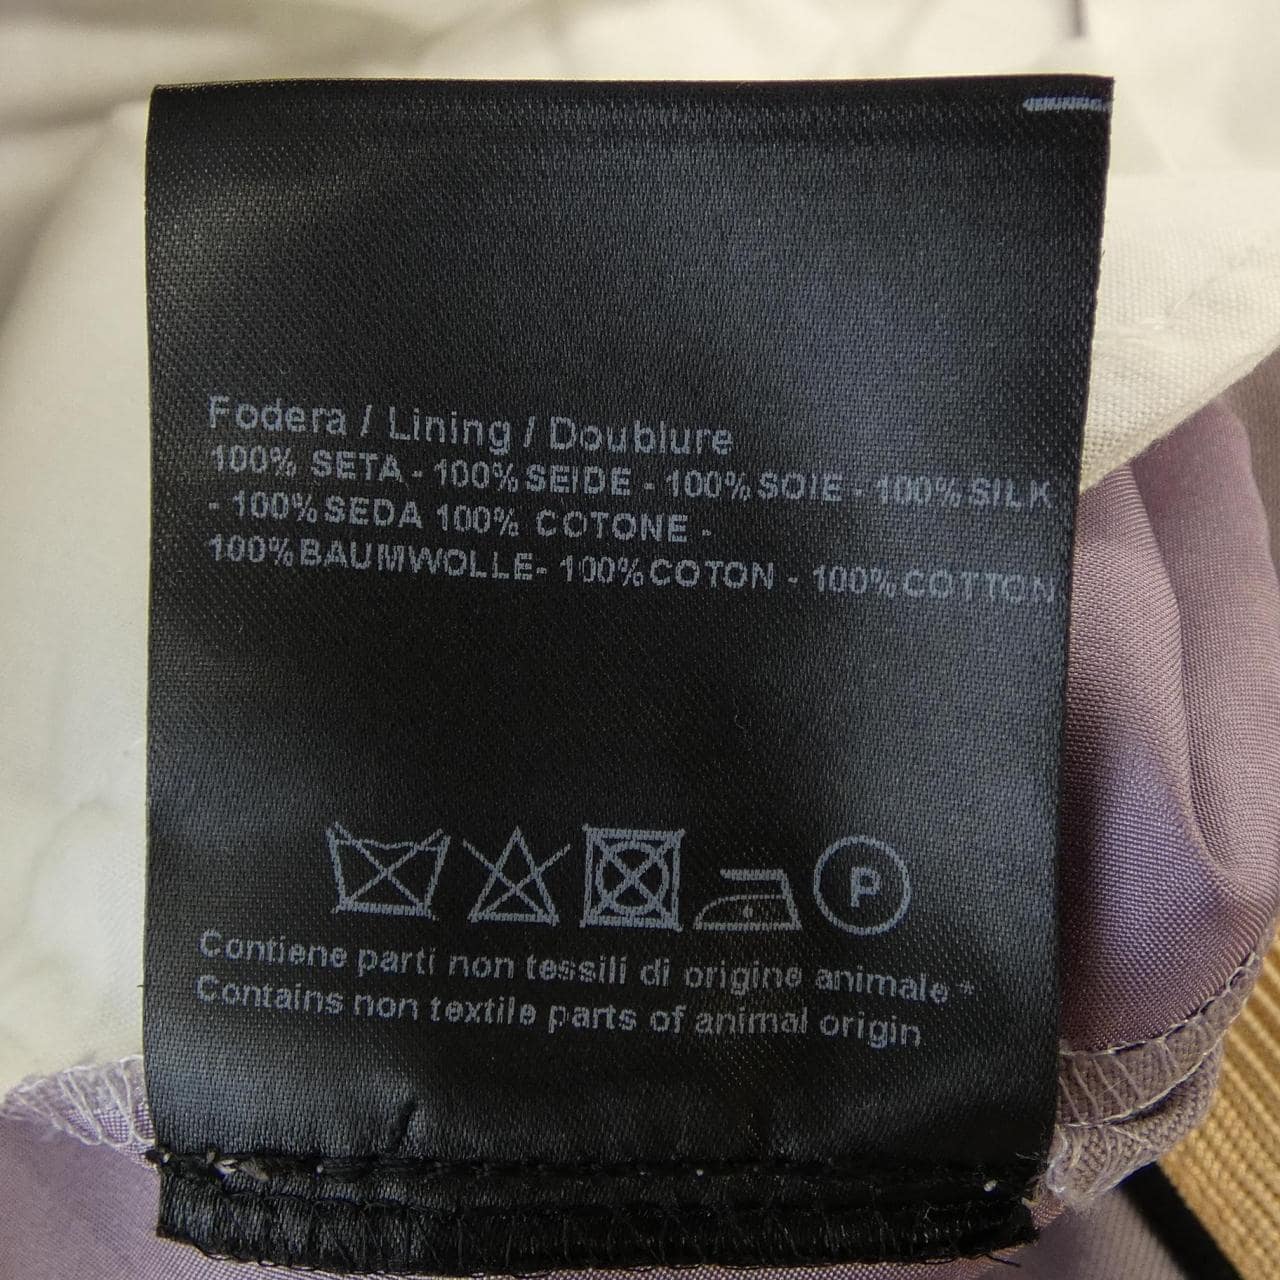 Fodera / Lining / Doublure
100% SETA - 100% SEIDE - 100% SOIE - 100% SILK
- 100% SEDA 100% COTONE -
100% BAUMWOLLE- 100% COTON - 100% COTTON
P
Contiene parti non tessili di origine animale *
Contains non textile parts of animal origin